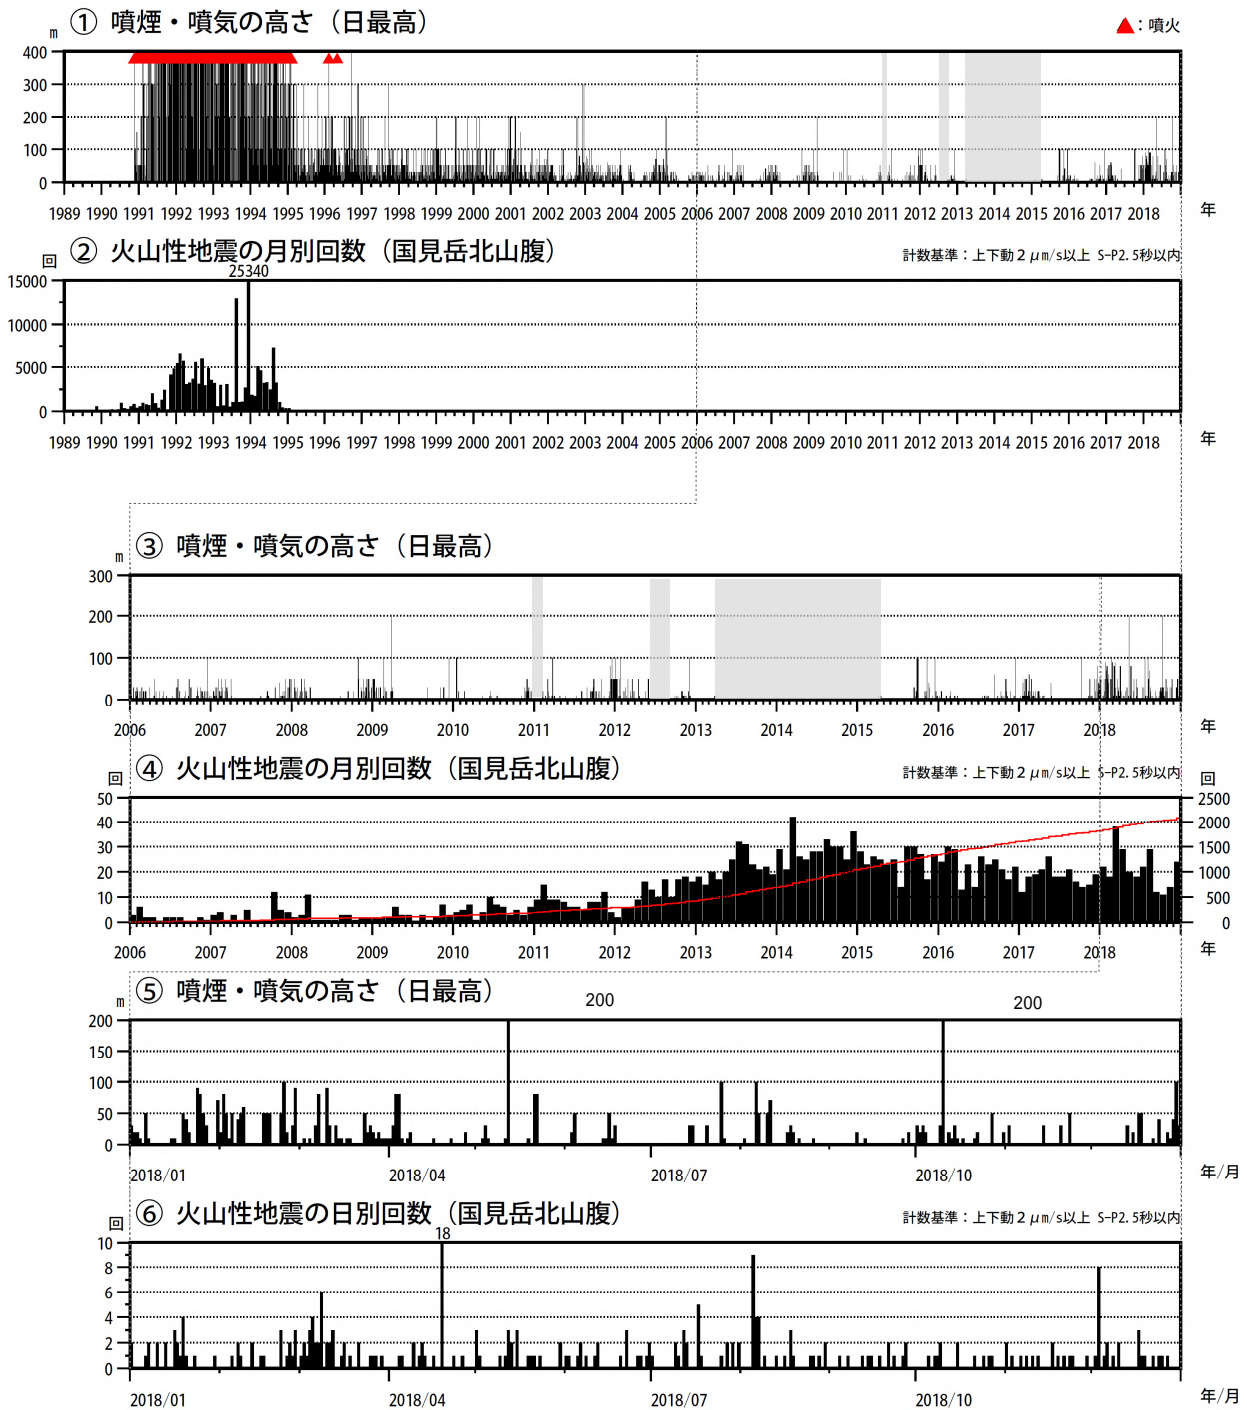 ① 噴煙・噴気の高さ（日最高）
m
▲：噴火
400
300
200
100
0
1989 1990 1991 1992 1993 1994 1995 1996 1997 1998 1999 2000 2001 2002 2003 2004 2005 2006 2007 2008 2009 2010 2011 2012 2013 2014 2015 2016 2017 2018 年
② 火山性地震の月別回数（国見岳北山腹）
回
計数基準：上下動２μm/s以上 S-P2.5秒以内
25340
15000
10000
5000
0
1989 1990 1991 1992 1993 1994 1995 1996 1997 1998 1999 2000 2001 2002 2003 2004 2005 2006 2007 2008 2009 2010 2011 2012 2013 2014 2015 2016 2017 2018 年
③ 噴煙・噴気の高さ（日最高）
m
300
200
100
0
2006 2007 2008 2009 2010 2011 2012 2013 2014 2015 2016 2017 2018 年
④ 火山性地震の月別回数（国見岳北山腹）
回
計数基準：上下動２μm/s以上 S-P2.5秒以内
回
50 2500
40 2000
30 1500
20 1000
10 500
0 0
2006 2007 2008 2009 2010 2011 2012 2013 2014 2015 2016 2017 2018 年
⑤ 噴煙・噴気の高さ（日最高）
m
200 200
200
150
100
50
0
2018/01 2018/04 2018/07 2018/10 年/月
⑥ 火山性地震の日別回数（国見岳北山腹）
回
計数基準：上下動２μm/s以上 S-P2.5秒以内
18
10
8
6
4
2
0
2018/01 2018/04 2018/07 2018/10 年/月